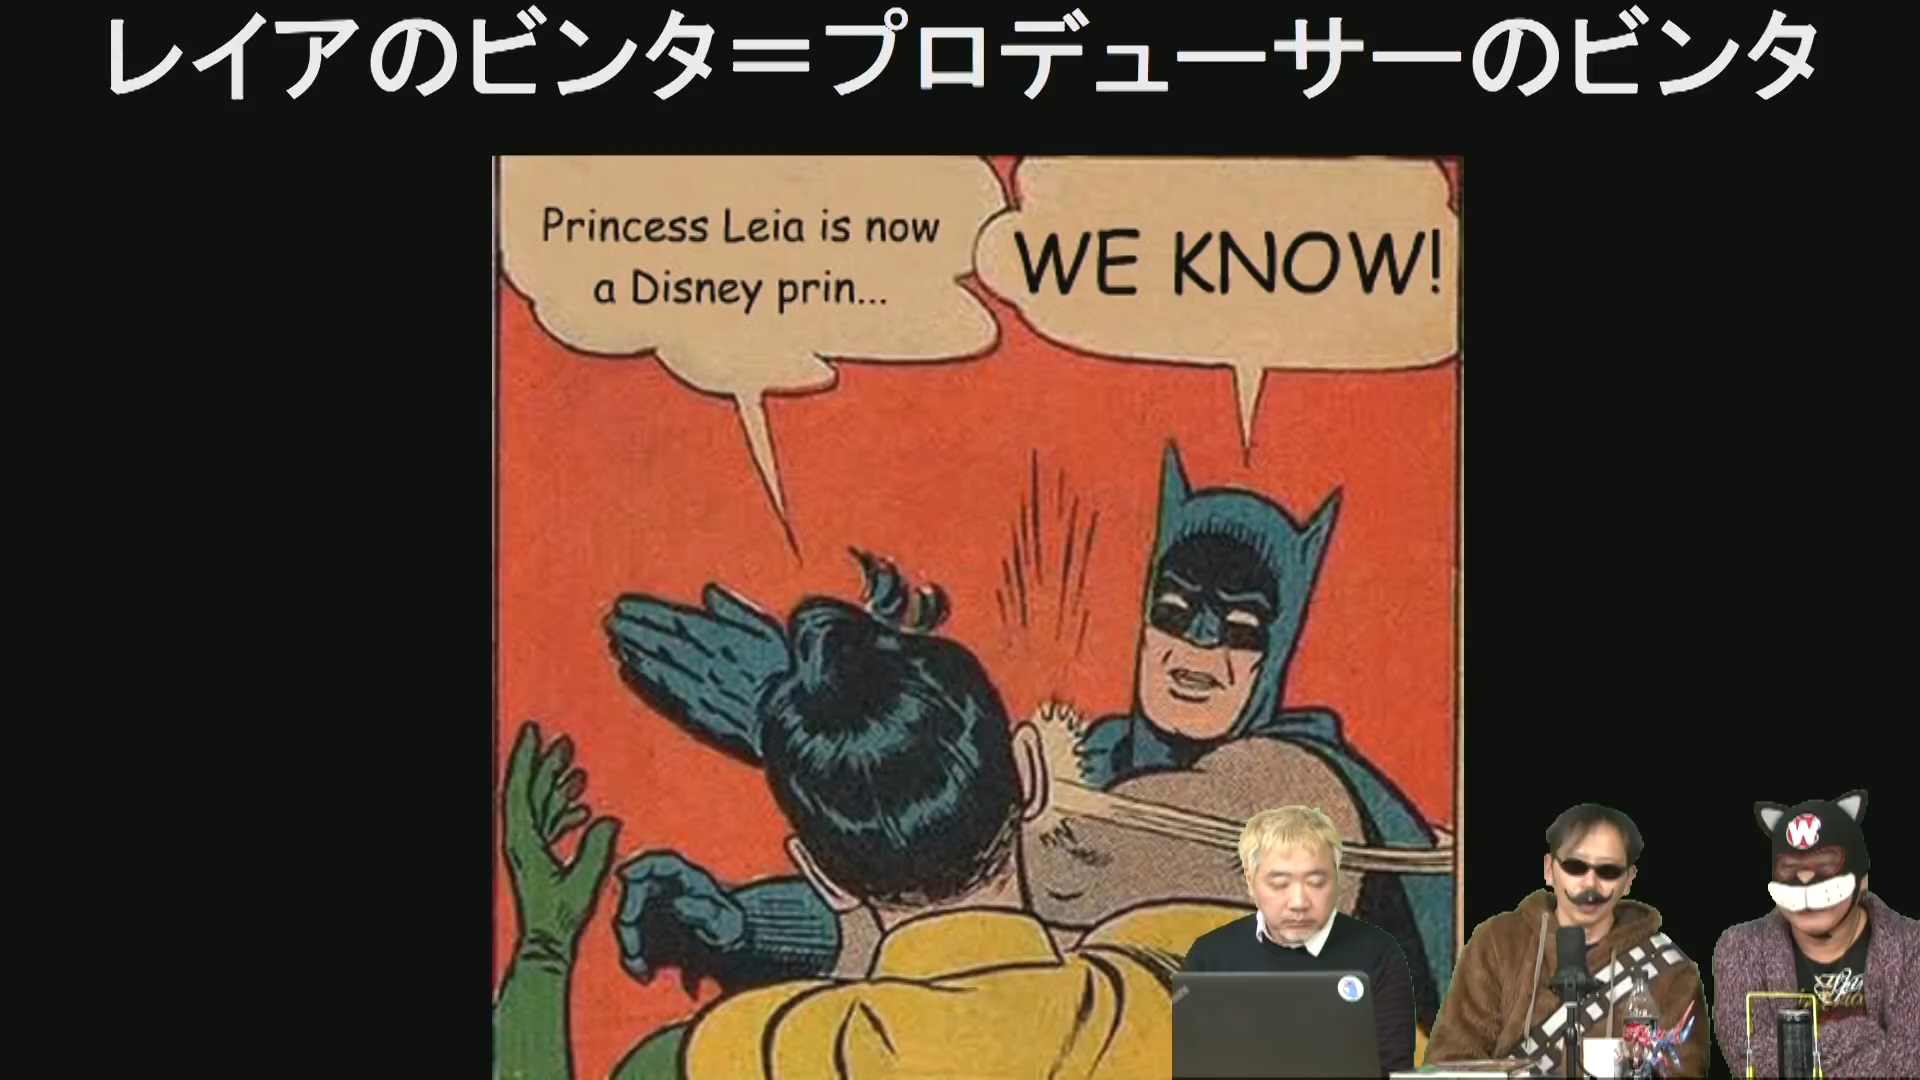 レイアのビンタ＝プロデューサーのビンタ
Princess Leia is now
a Disney prin...
WE KNOW!
W